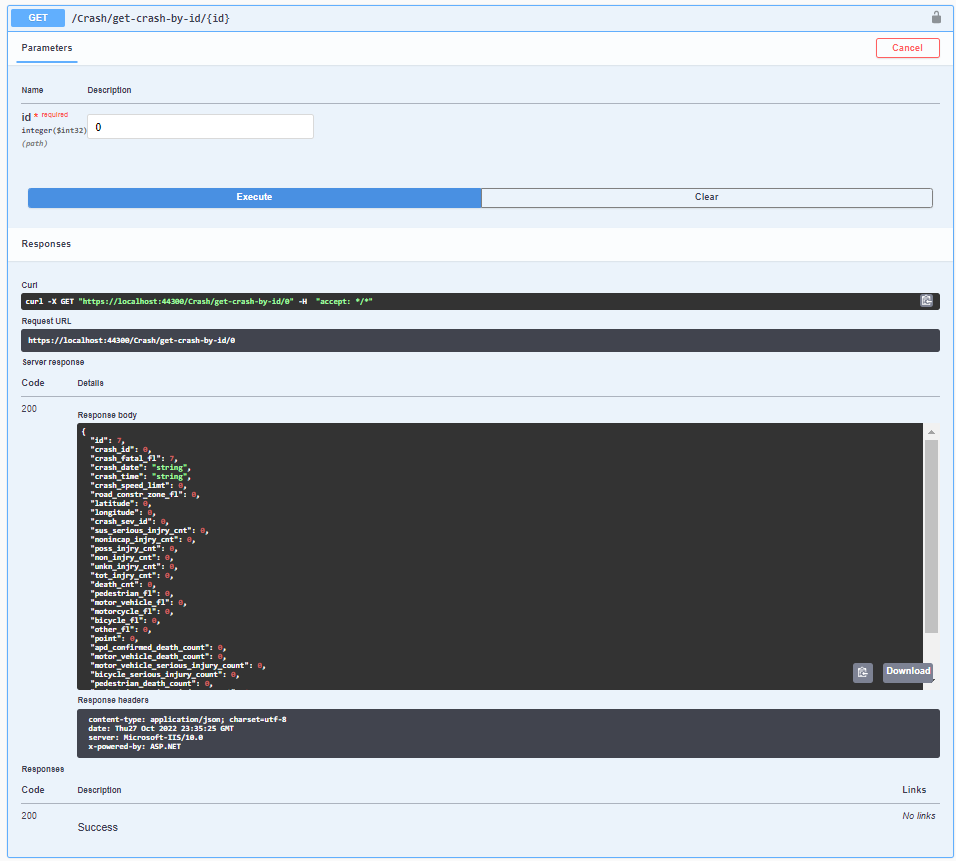 GET /Crash/get-crash-by-id/{id}
Parameters
Cancel
Name Description
id * required
integer($int32)
(path)
0
Execute Clear
Responses
Curl
curl -X GET "https://localhost:44300/Crash/get-crash-by-id/0" -H  "accept: */*"
Request URL
https://localhost:44300/Crash/get-crash-by-id/0
Server response
Code Details
200
Response body
{
"id": 7,
"crash_id": 0,
"crash_fatal_fl": 7,
"crash_date": "string",
"crash_time": "string",
"crash_speed_limt": 0,
"road_constr_zone_fl": 0,
"latitude": 0,
"longitude": 0,
"crash_sev_id": 0,
"sus_serious_injry_cnt": 0,
"nonincap_injry_cnt": 0,
"poss_injry_cnt": 0,
"non_injry_cnt": 0,
"unkn_injry_cnt": 0,
"tot_injry_cnt": 0,
"death_cnt": 0,
"pedestrian_fl": 0,
"motor_vehicle_fl": 0,
"motorcycle_fl": 0,
"bicycle_fl": 0,
"other_fl": 0,
"point": 0,
"apd_confirmed_death_count": 0,
"motor_vehicle_death_count": 0,
"motor_vehicle_serious_injury_count": 0,
"bicycle_serious_injury_count": 0,
"pedestrian_death_count": 0,
Download
Response headers
content-type: application/json; charset=utf-8
date: Thu27 Oct 2022 23:35:25 GMT
server: Microsoft-IIS/10.0
x-powered-by: ASP.NET
Responses
Code Description Links
200
Success
No links